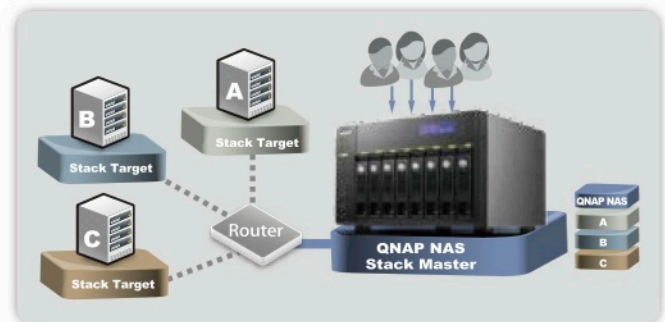 A
Stack Target
B
Stack Target
C
Stack Target
Router
QNAP NAS
Stack Master
QNAP NAS
A
B
C